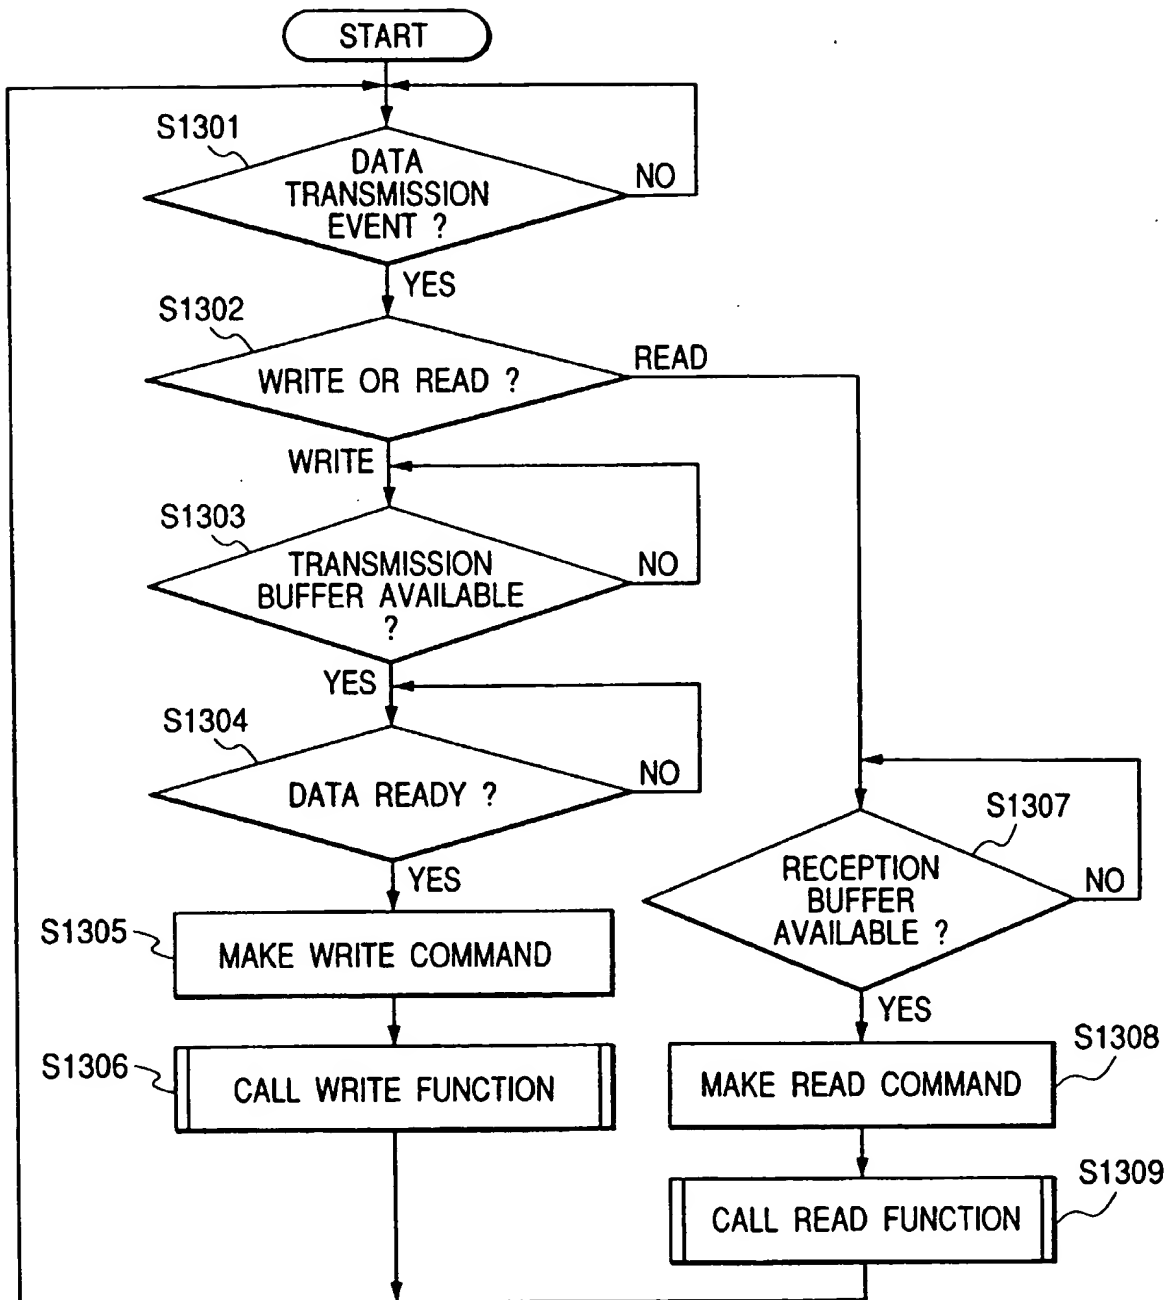 START
S1301
DATA
TRANSMISSION
EVENT ?
NO
YES
S1302
WRITE OR READ ?
READ
WRITE
S1303
TRANSMISSION
BUFFER AVAILABLE
?
NO
YES
S1304
DATA READY ?
NO
YES
S1305
MAKE WRITE COMMAND
S1306
CALL WRITE FUNCTION
S1307
RECEPTION
BUFFER
AVAILABLE ?
NO
YES
S1308
MAKE READ COMMAND
S1309
CALL READ FUNCTION